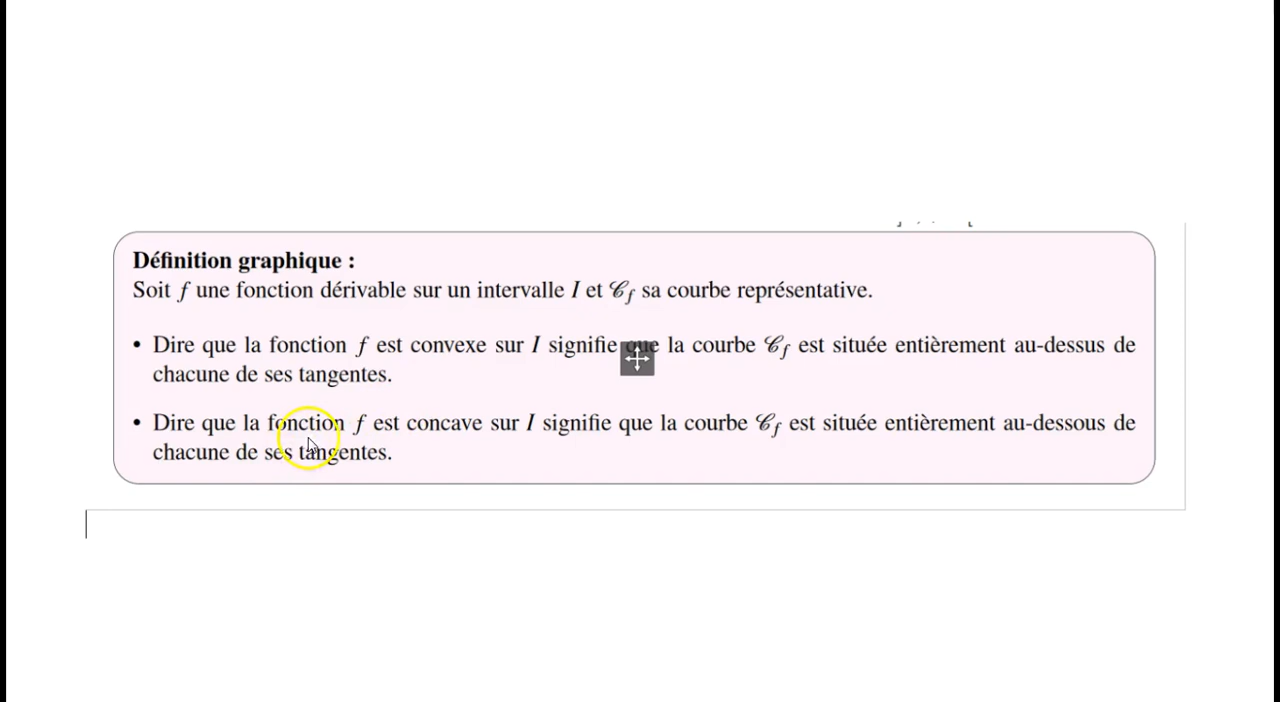 Définition graphique :
Soit f une fonction dérivable sur un intervalle I et 𝒞f sa courbe représentative.
• Dire que la fonction f est convexe sur I signifie que la courbe 𝒞f est située entièrement au-dessus de
chacune de ses tangentes.
• Dire que la fonction f est concave sur I signifie que la courbe 𝒞f est située entièrement au-dessous de
chacune de ses tangentes.